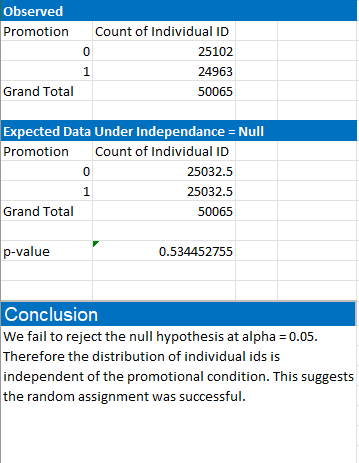 Observed
Promotion Count of Individual ID
0 25102
1 24963
Grand Total 50065
Expected Data Under Independance = Null
Promotion Count of Individual ID
0 25032.5
1 25032.5
Grand Total 50065
p-value 0.534452755
Conclusion
We fail to reject the null hypothesis at alpha = 0.05.
Therefore the distribution of individual ids is
independent of the promotional condition. This suggests
the random assignment was successful.